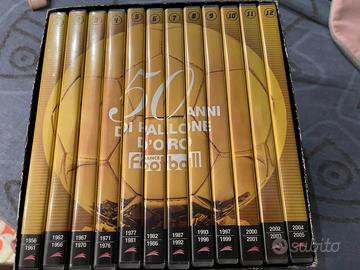 2 3 4 5 6 7 8 9 10 11 12
50 ANNI
DI PALLONE
D'ORO
FRANCE
Football
1956 1962 1967 1971 1977 1982 1987 1993 1997 2000 2002 2004
1961 1966 1970 1976 1981 1986 1992 1996 1999 2001 2003 2005
subito